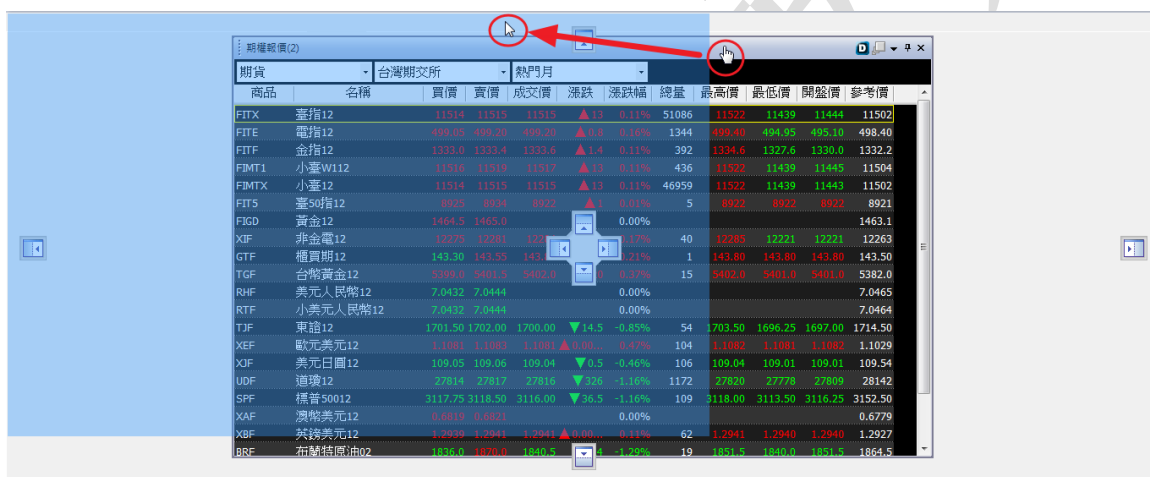 期權報價(2)
期貨 台灣期交所 熱門月
商品 名稱 買價 賣價 成交價 漲跌 漲跌幅 總量 最高價 最低價 開盤價 參考價
FITX 臺指12 11514 11515 11515 ▲13 0.11% 51086 11522 11439 11444 11502
FITE 電指12 499.05 499.20 499.20 ▲0.8 0.16% 1344 499.40 494.95 495.10 498.40
FITF 金指12 1333.0 1333.4 1333.6 ▲1.4 0.11% 392 1334.6 1327.6 1330.0 1332.2
FIMT1 小臺W112 11516 11519 11517 ▲13 0.11% 436 11522 11439 11445 11504
FIMTX 小臺12 11514 11515 11515 ▲13 0.11% 46959 11522 11439 11443 11502
FIT5 臺50指12 8925 8934 8922 ▲1 0.01% 5 8922 8922 8922 8921
FIGD 黃金12 1464.5 1465.0 0.00% 1463.1
XIF 非金電12 12275 12281 40 12285 12221 12221 12263
GTF 櫃買期12 143.30 143.55 1 143.80 143.80 143.80 143.50
TGF 台幣黃金12 5399.0 5401.5 5402.0 0.37% 15 5402.0 5401.0 5401.0 5382.0
RHF 美元人民幣12 7.0432 7.0444 0.00% 7.0465
RTF 小美元人民幣12 7.0432 7.0444 0.00% 7.0464
TJF 東證12 1701.50 1702.00 1700.00 ▼14.5 -0.85% 54 1703.50 1696.25 1697.00 1714.50
XEF 歐元美元12 1.1081 1.1083 1.1081 ▲0.00... 0.47% 104 1.1082 1.1081 1.1082 1.1029
XJF 美元日圓12 109.05 109.06 109.04 ▼0.5 -0.46% 106 109.04 109.01 109.01 109.54
UDF 道瓊12 27814 27817 27816 ▼326 -1.16% 1172 27820 27778 27809 28142
SPF 標普50012 3117.75 3118.50 3116.00 ▼36.5 -1.16% 109 3118.00 3113.50 3116.25 3152.50
XAF 澳幣美元12 0.6819 0.6821 0.00% 0.6779
XBF 英鎊美元12 1.2939 1.2941 1.2941 ▲0.00... 0.11% 62 1.2941 1.2940 1.2940 1.2927
BRF 布蘭特原油02 1836.0 1870.0 1840.5 -1.29% 19 1851.5 1840.0 1851.5 1864.5